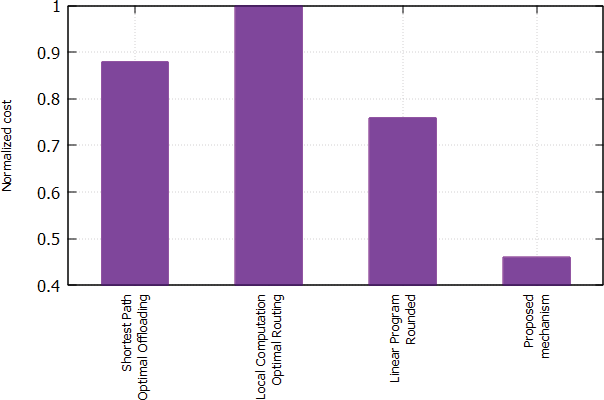 Normalized cost
1
0.9
0.8
0.7
0.6
0.5
0.4
Shortest Path
Optimal Offloading
Local Computation
Optimal Routing
Linear Program
Rounded
Proposed
mechanism